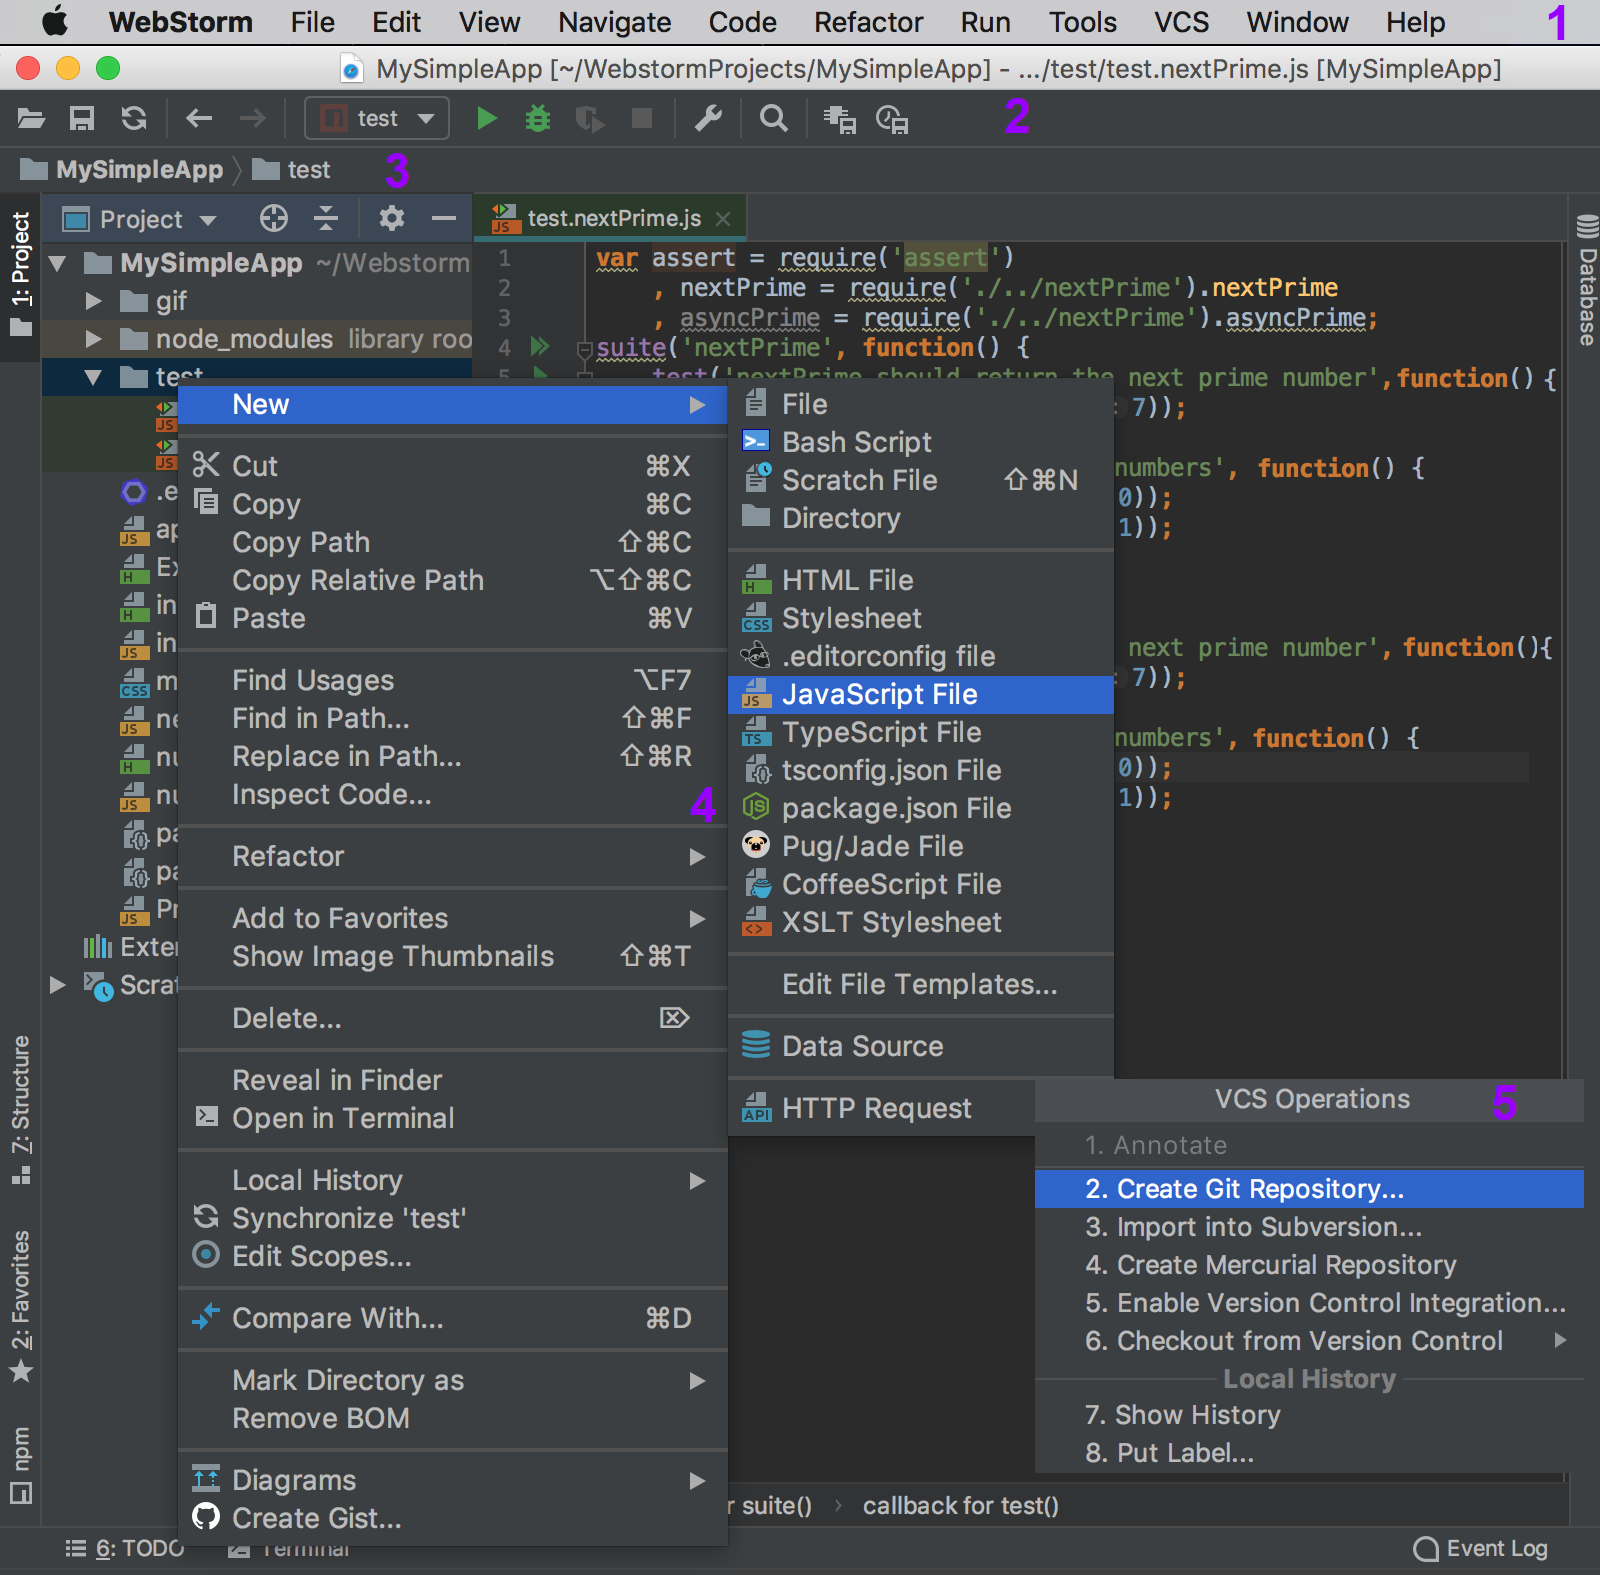 WebStorm File Edit View Navigate Code Refactor Run Tools VCS Window Help 1
MySimpleApp [~/WebstormProjects/MySimpleApp] - .../test/test.nextPrime.js [MySimpleApp]
test 2
MySimpleApp test 3
1: Project
Project
test.nextPrime.js
MySimpleApp ~/Webstorm
gif
node_modules library roo
test
.e
ap
Ex
in
in
m
ne
nu
nu
pa
pa
Pr
Exter
Scrat
7: Structure
2: Favorites
npm
1 var assert = require('assert')
2 , nextPrime = require('./../nextPrime').nextPrime
3 , asyncPrime = require('./../nextPrime').asyncPrime;
4 suite('nextPrime', function() {
5 test('nextPrime should return the next prime number',function(){
: 7));
numbers', function() {
0));
1));
next prime number',function(){
: 7));
numbers', function() {
0));
1));
Database
New
Cut ⌘X
Copy ⌘C
Copy Path ⇧⌘C
Copy Relative Path ⌥⇧⌘C
Paste ⌘V
Find Usages ⌥F7
Find in Path... ⇧⌘F
Replace in Path... ⇧⌘R
Inspect Code...
4
Refactor
Add to Favorites
Show Image Thumbnails ⇧⌘T
Delete... ⌦
Reveal in Finder
Open in Terminal
Local History
Synchronize 'test'
Edit Scopes...
Compare With... ⌘D
Mark Directory as
Remove BOM
Diagrams
Create Gist...
File
Bash Script
Scratch File ⇧⌘N
Directory
HTML File
Stylesheet
.editorconfig file
JavaScript File
TypeScript File
tsconfig.json File
package.json File
Pug/Jade File
CoffeeScript File
XSLT Stylesheet
Edit File Templates...
Data Source
HTTP Request
VCS Operations 5
1. Annotate
2. Create Git Repository...
3. Import into Subversion...
4. Create Mercurial Repository
5. Enable Version Control Integration...
6. Checkout from Version Control
Local History
7. Show History
8. Put Label...
r suite() › callback for test()
6: TODO Terminal Event Log